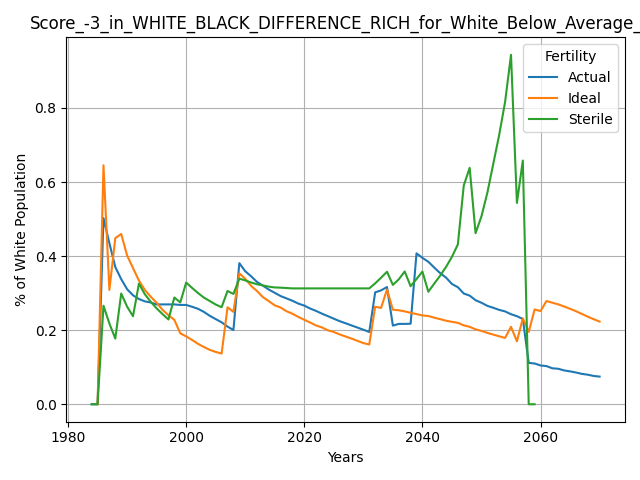 Score_-3_in_WHITE_BLACK_DIFFERENCE_RICH_for_White_Below_Average_
Fertility
Actual
Ideal
Sterile
% of White Population
0.8
0.6
0.4
0.2
0.0
1980
2000
2020
2040
2060
Years